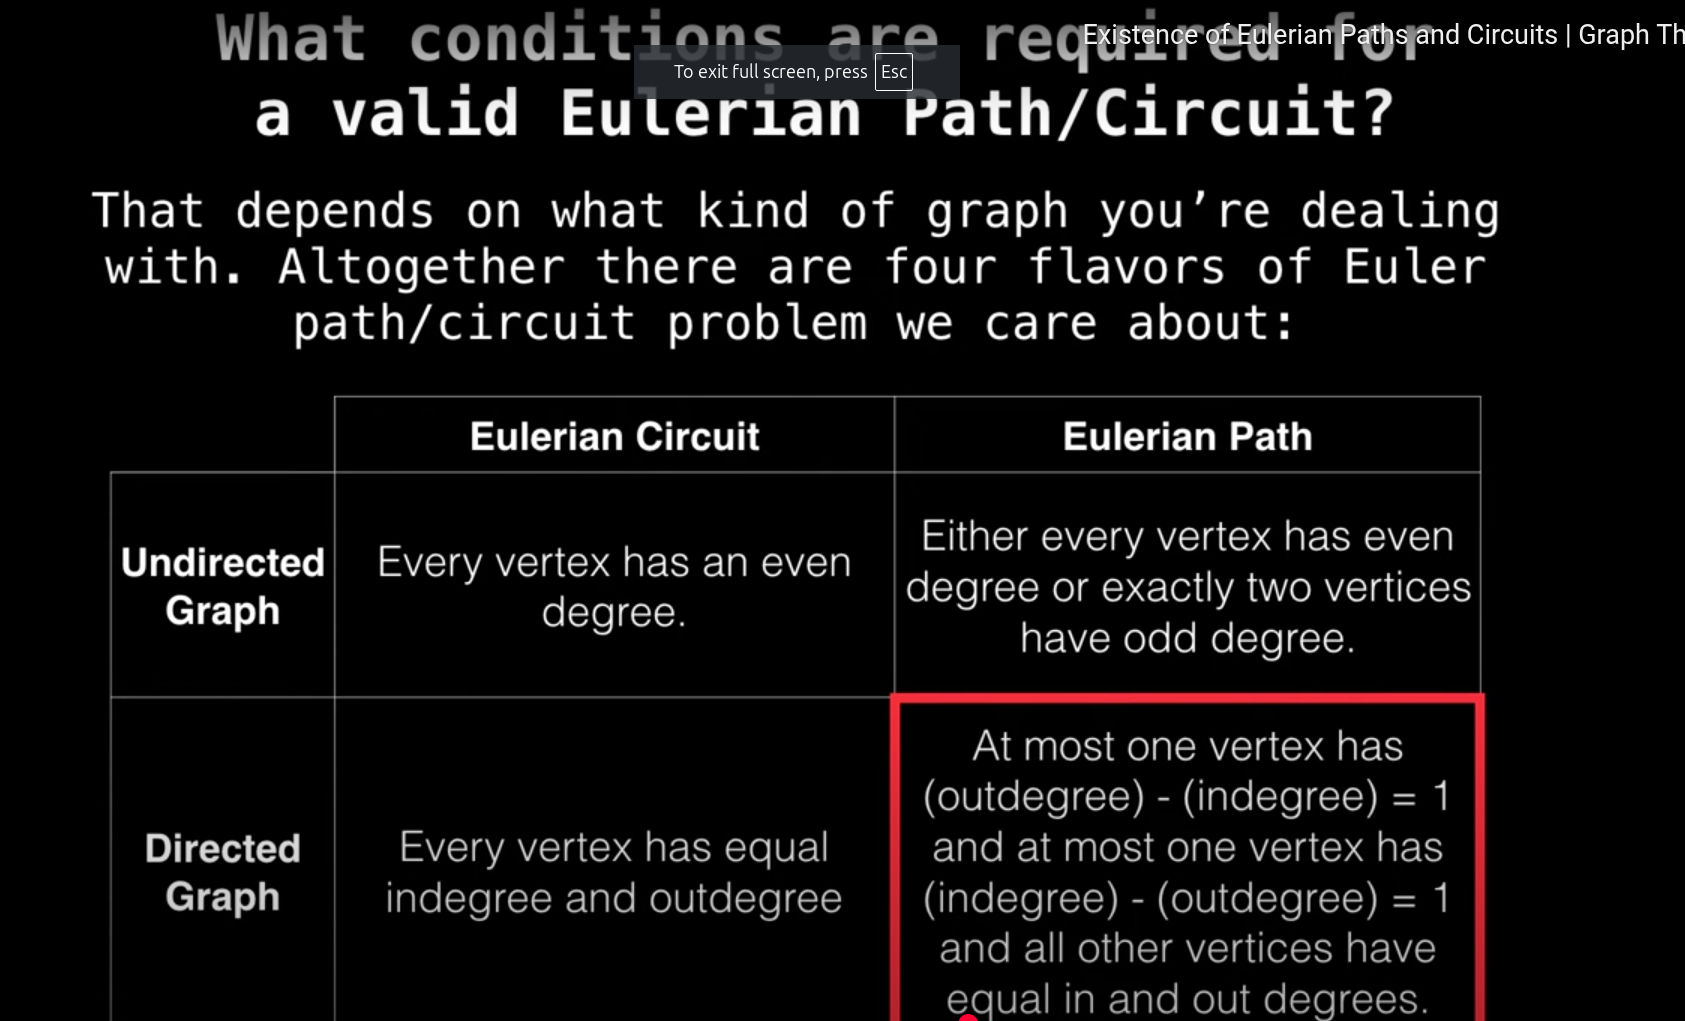 What conditions are required for
Existence of Eulerian Paths and Circuits | Graph Th
To exit full screen, press Esc
a valid Eulerian Path/Circuit?
That depends on what kind of graph you’re dealing
with. Altogether there are four flavors of Euler
path/circuit problem we care about:
Eulerian Circuit
Eulerian Path
Undirected
Graph
Every vertex has an even
degree.
Either every vertex has even
degree or exactly two vertices
have odd degree.
Directed
Graph
Every vertex has equal
indegree and outdegree
At most one vertex has
(outdegree) - (indegree) = 1
and at most one vertex has
(indegree) - (outdegree) = 1
and all other vertices have
equal in and out degrees.